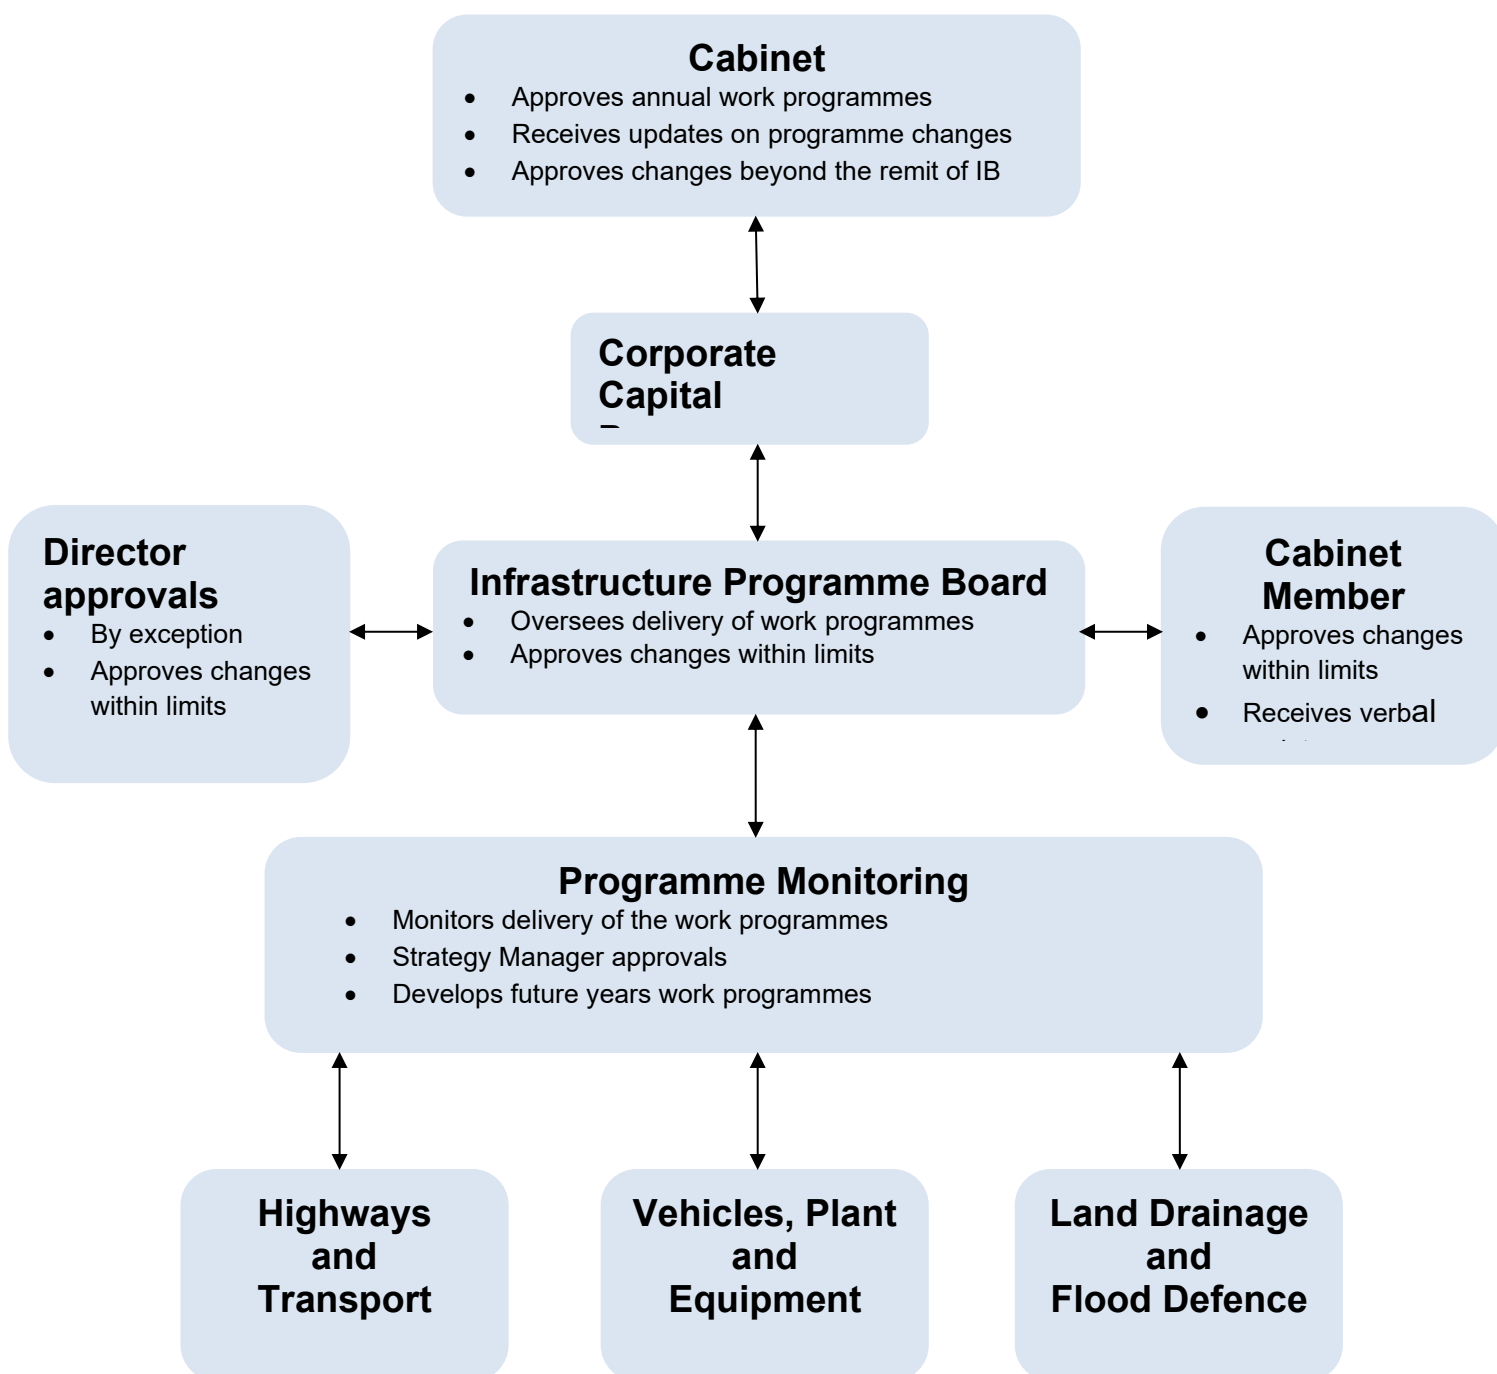 Cabinet
• Approves annual work programmes
• Receives updates on programme changes
• Approves changes beyond the remit of IB
Corporate
Capital
Director
approvals
• By exception
• Approves changes
within limits
Infrastructure Programme Board
• Oversees delivery of work programmes
• Approves changes within limits
Cabinet
Member
• Approves changes
within limits
• Receives verbal
Programme Monitoring
• Monitors delivery of the work programmes
• Strategy Manager approvals
• Develops future years work programmes
Highways
and
Transport
Vehicles, Plant
and
Equipment
Land Drainage
and
Flood Defence